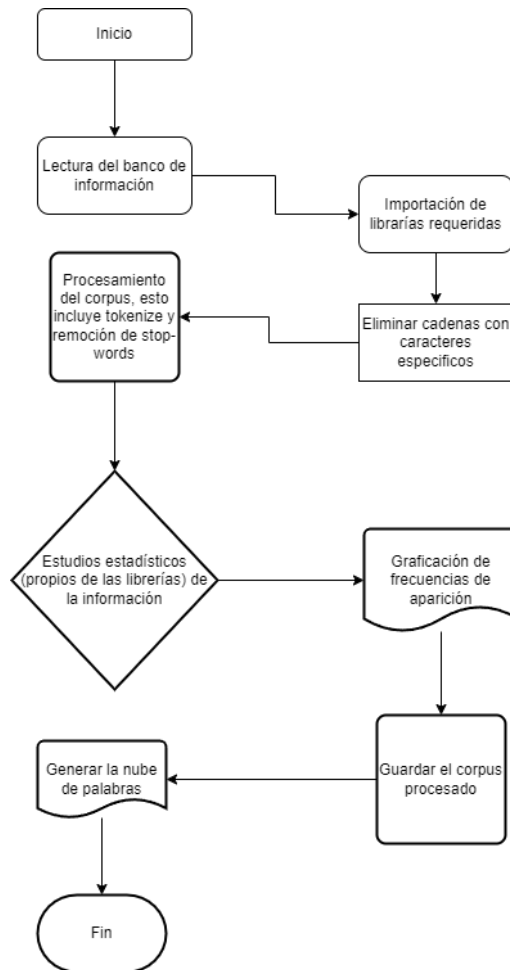 Inicio
Lectura del banco de
información
Importación de
librarías requeridas
Eliminar cadenas con
caracteres
especificos
Procesamiento
del corpus, esto
incluye tokenize y
remoción de stop-
words
Estudios estadísticos
(propios de las librerías) de
la información
Graficación de
frecuencias de
aparición
Guardar el corpus
procesado
Generar la nube
de palabras
Fin